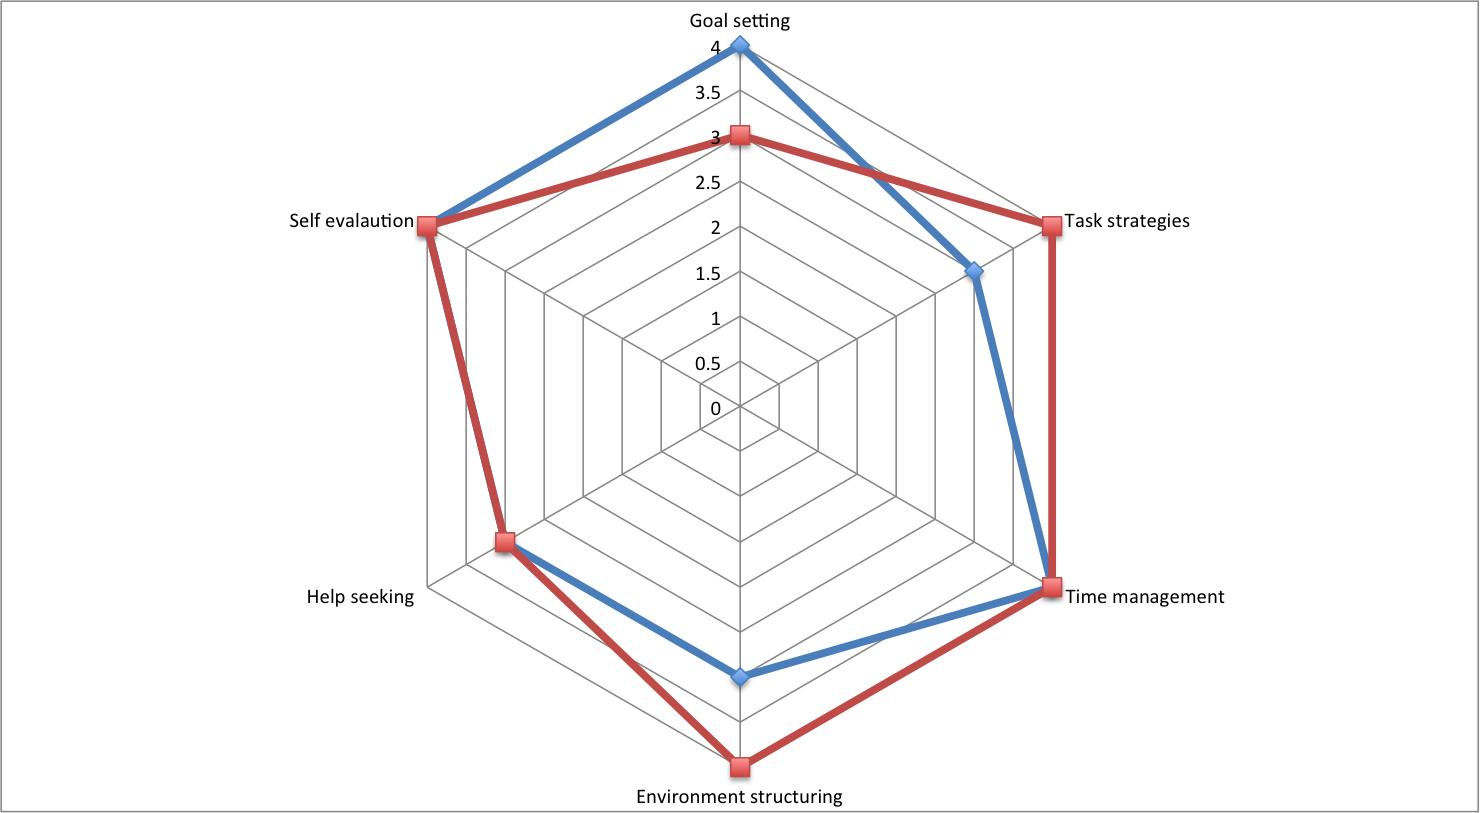 Goal setting
4
3.5
3
2.5
2
1.5
1
0.5
0
Task strategies
Time management
Environment structuring
Help seeking
Self evalaution